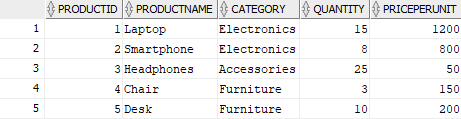 PRODUCTID PRODUCTNAME CATEGORY QUANTITY PRICEPERUNIT
1 1 Laptop Electronics 15 1200
2 2 Smartphone Electronics 8 800
3 3 Headphones Accessories 25 50
4 4 Chair Furniture 3 150
5 5 Desk Furniture 10 200